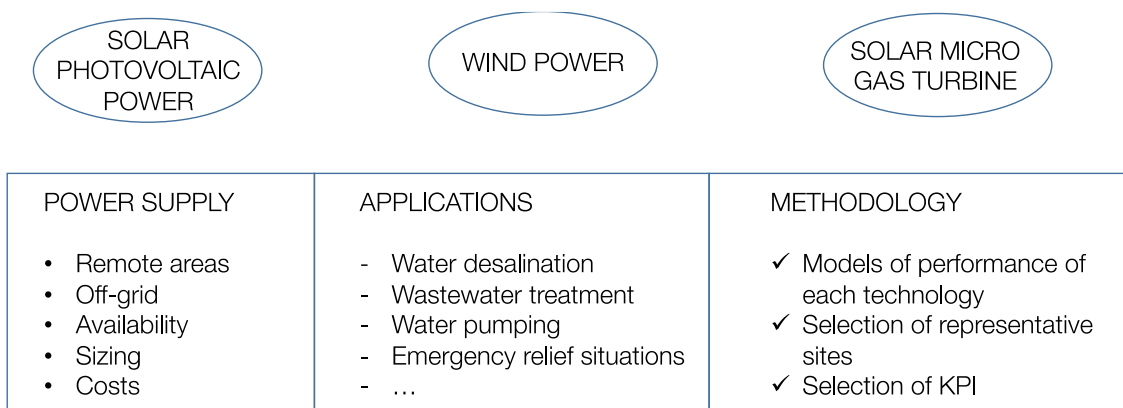 SOLAR
PHOTOVOLTAIC
POWER
WIND POWER
SOLAR MICRO
GAS TURBINE
POWER SUPPLY
• Remote areas
• Off-grid
• Availability
• Sizing
• Costs
APPLICATIONS
- Water desalination
- Wastewater treatment
- Water pumping
- Emergency relief situations
- ...
METHODOLOGY
✓ Models of performance of
each technology
✓ Selection of representative
sites
✓ Selection of KPI